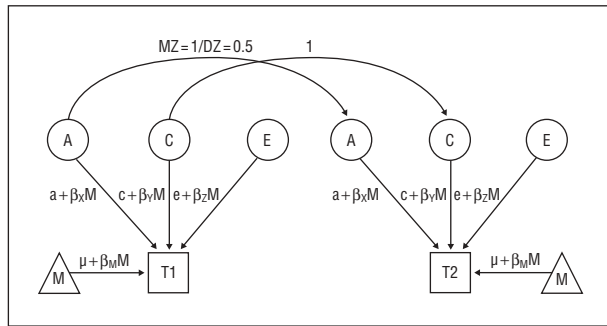 MZ = 1/DZ = 0.5 1
A C E A C E
a + βXM c + βYM e + βZM a + βXM c + βYM e + βZM
μ + βMM T1 T2 μ + βMM
M M